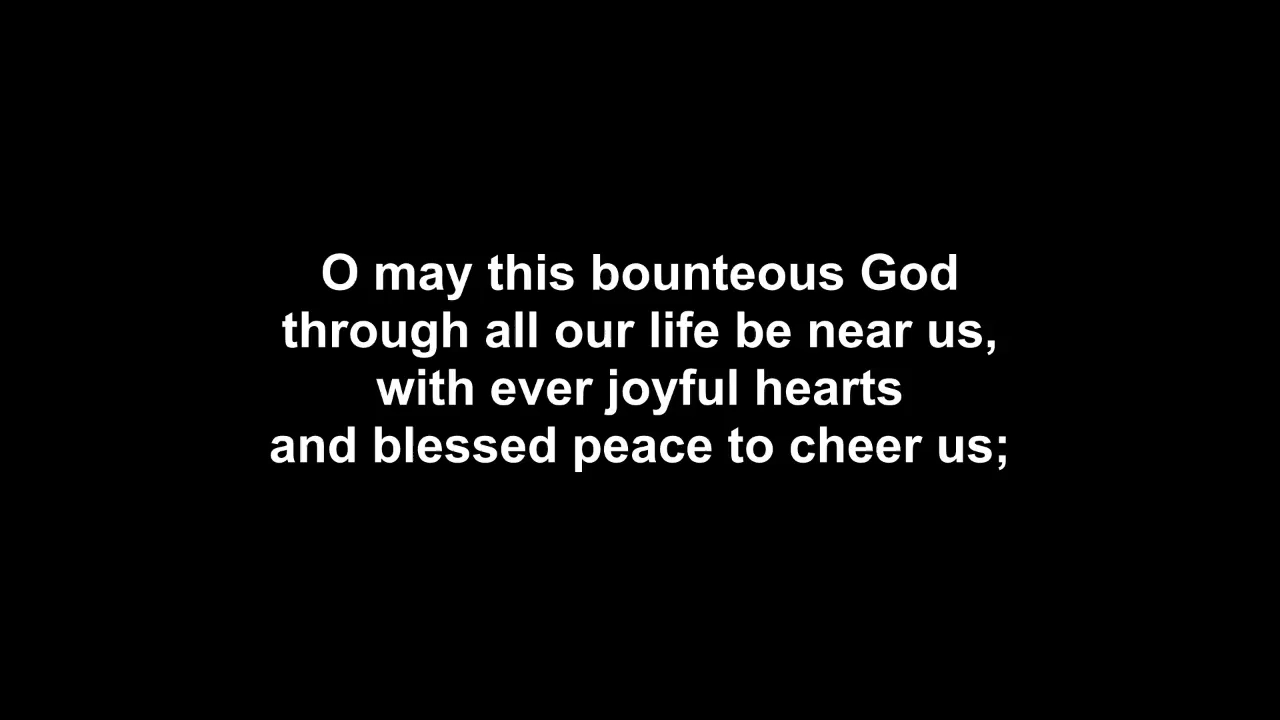 O may this bounteous God
through all our life be near us,
with ever joyful hearts
and blessed peace to cheer us;